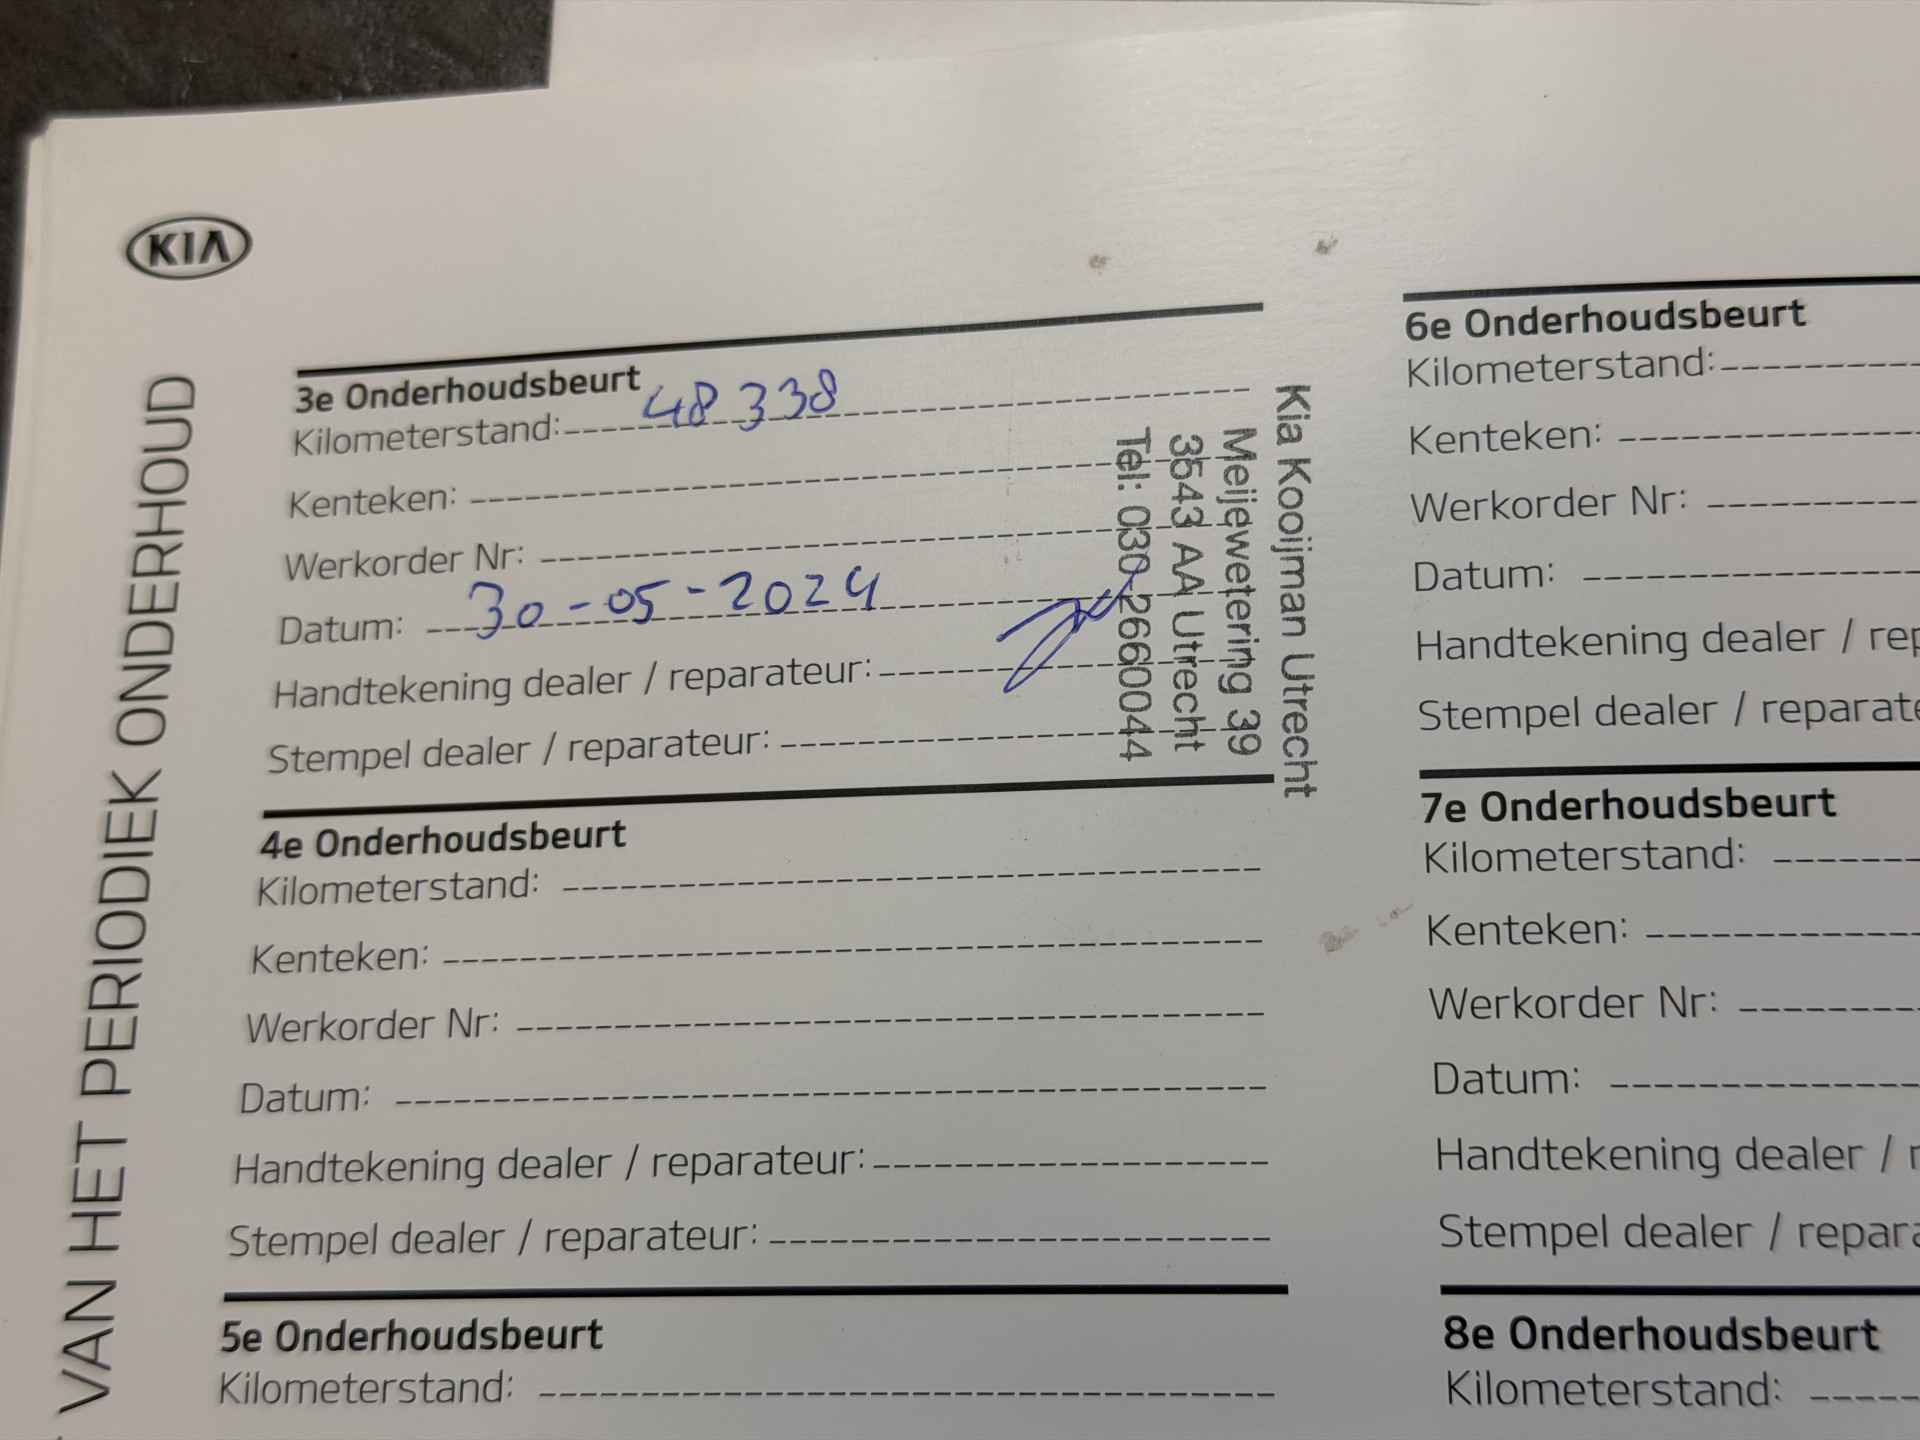 KIA
VAN HET PERIODIEK ONDERHOUD
3e Onderhoudsbeurt
Kilometerstand: 48 338
Kenteken:
Werkorder Nr:
Datum: 30-05-2024
Handtekening dealer / reparateur:
Stempel dealer / reparateur:
Kia Kooijman Utrecht
Meijewetering 39
3543 AA Utrecht
Tel: 030-2660044
4e Onderhoudsbeurt
Kilometerstand:
Kenteken:
Werkorder Nr:
Datum:
Handtekening dealer / reparateur:
Stempel dealer / reparateur:
5e Onderhoudsbeurt
Kilometerstand:
6e Onderhoudsbeurt
Kilometerstand:
Kenteken:
Werkorder Nr:
Datum:
Handtekening dealer / rep
Stempel dealer / reparate
7e Onderhoudsbeurt
Kilometerstand:
Kenteken:
Werkorder Nr:
Datum:
Handtekening dealer / r
Stempel dealer / repara
8e Onderhoudsbeurt
Kilometerstand: